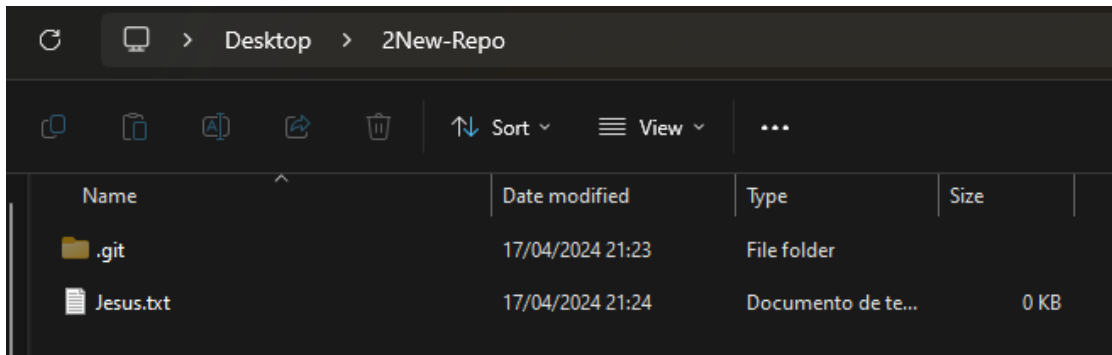 Desktop > 2New-Repo
Sort View ...
Name Date modified Type Size
.git 17/04/2024 21:23 File folder
Jesus.txt 17/04/2024 21:24 Documento de te... 0 KB